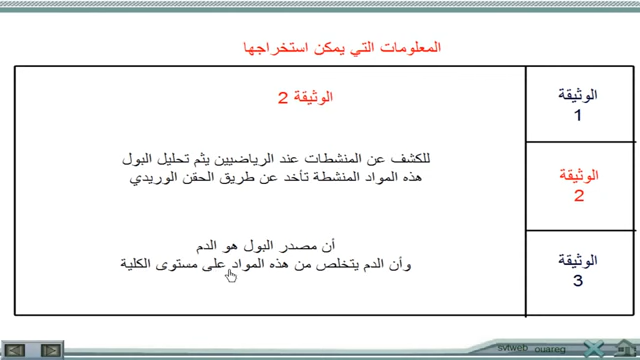 المعلومات التي يمكن استخراجها
الوثيقة
1
الوثيقة
2
الوثيقة
3
الوثيقة 2
للكشف عن المنشطات عند الرياضيين يثم تحليل البول
هذه المواد المنشطة تأخد عن طريق الحقن الوريدي
أن مصدر البول هو الدم
وأن الدم يتخلص من هذه المواد على مستوى الكلية
svtweb ouareg